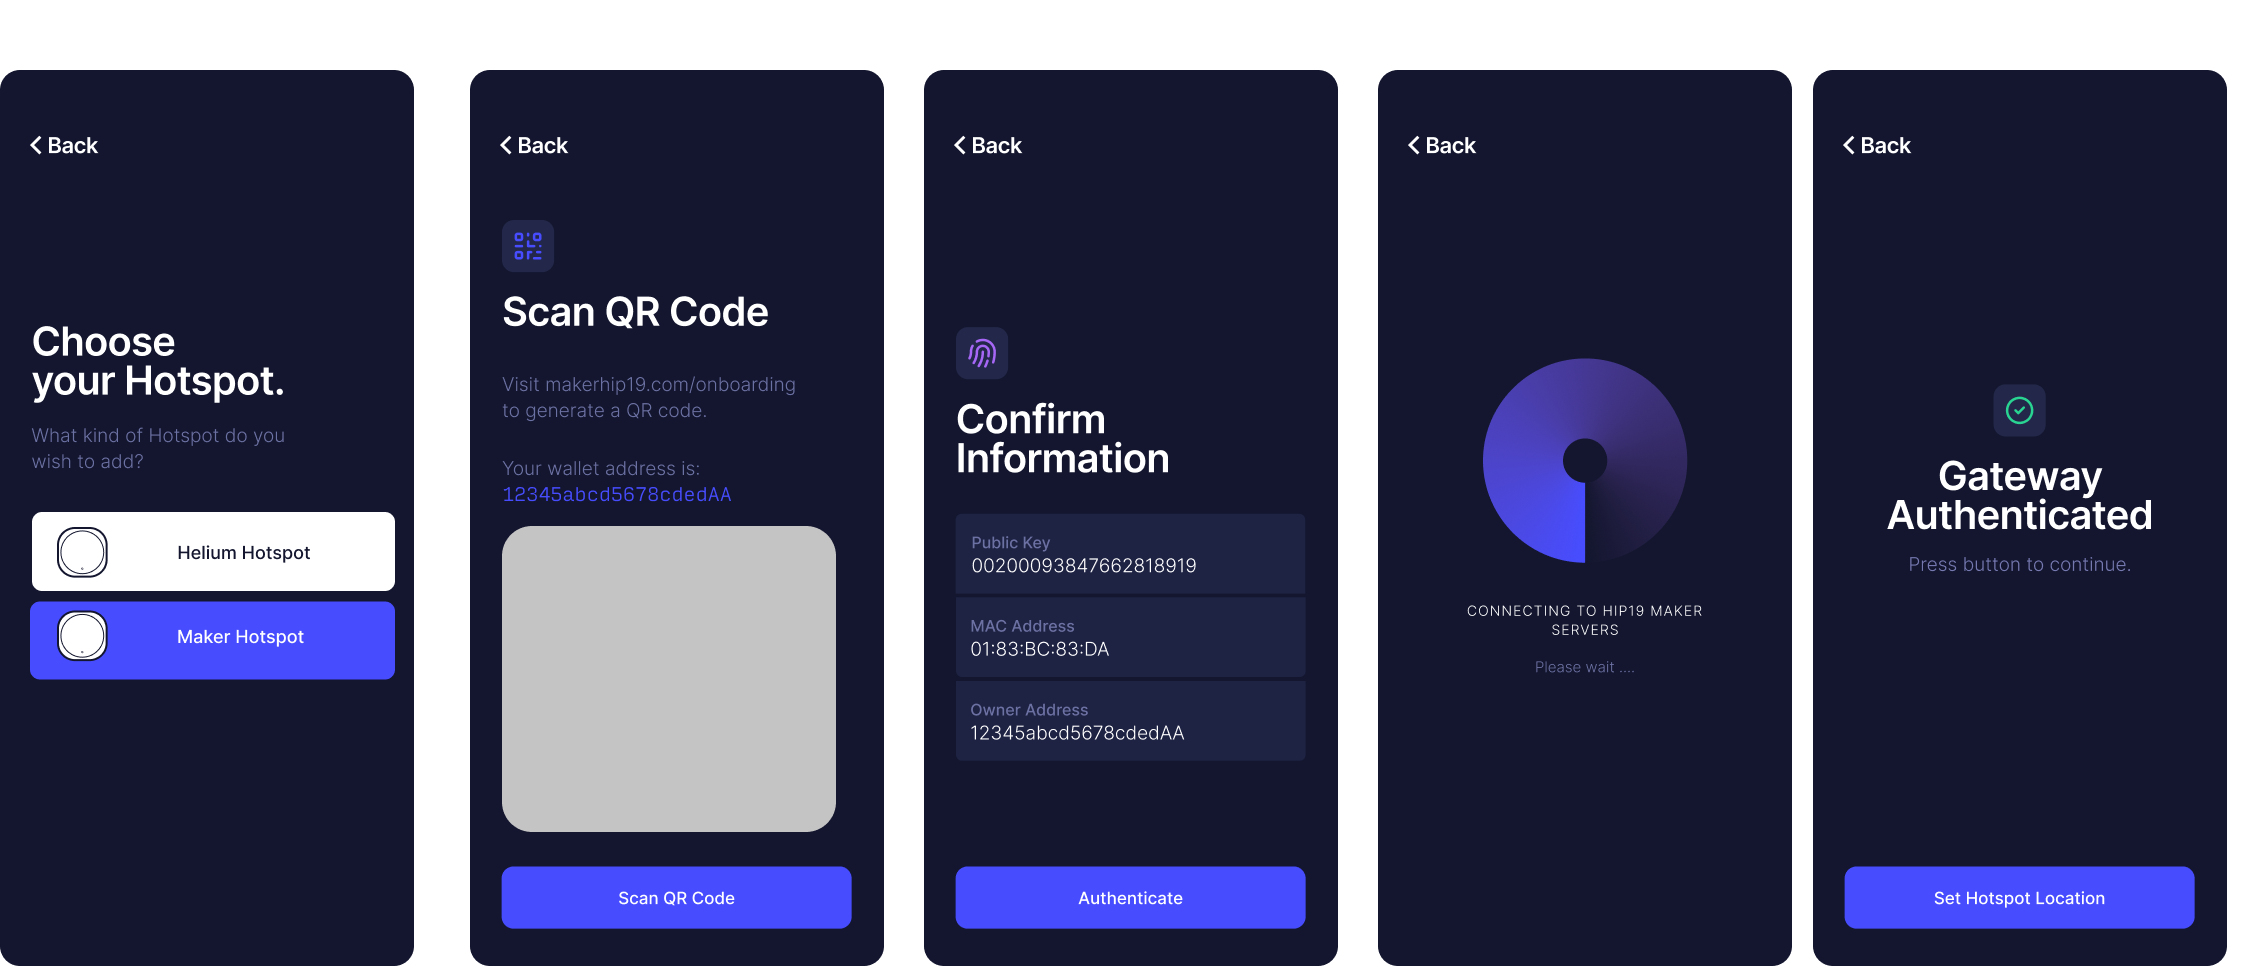 Back
Choose
your Hotspot.
What kind of Hotspot do you
wish to add?
Helium Hotspot
Maker Hotspot
Back
Scan QR Code
Visit makerhip19.com/onboarding
to generate a QR code.
Your wallet address is:
12345abcd5678cdedAA
Scan QR Code
Back
Confirm
Information
Public Key
00200093847662818919
MAC Address
01:83:BC:83:DA
Owner Address
12345abcd5678cdedAA
Authenticate
Back
CONNECTING TO HIP19 MAKER
SERVERS
Please wait ....
Back
Gateway
Authenticated
Press button to continue.
Set Hotspot Location